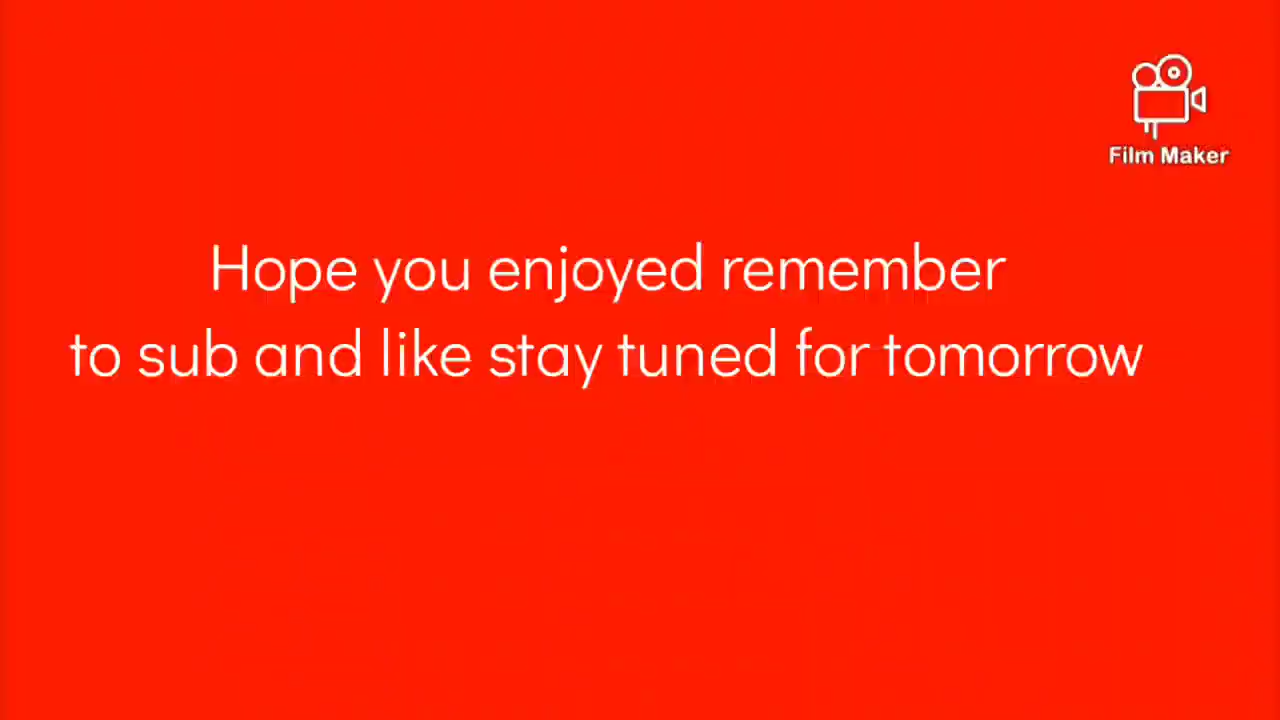 Film Maker
Hope you enjoyed remember
to sub and like stay tuned for tomorrow